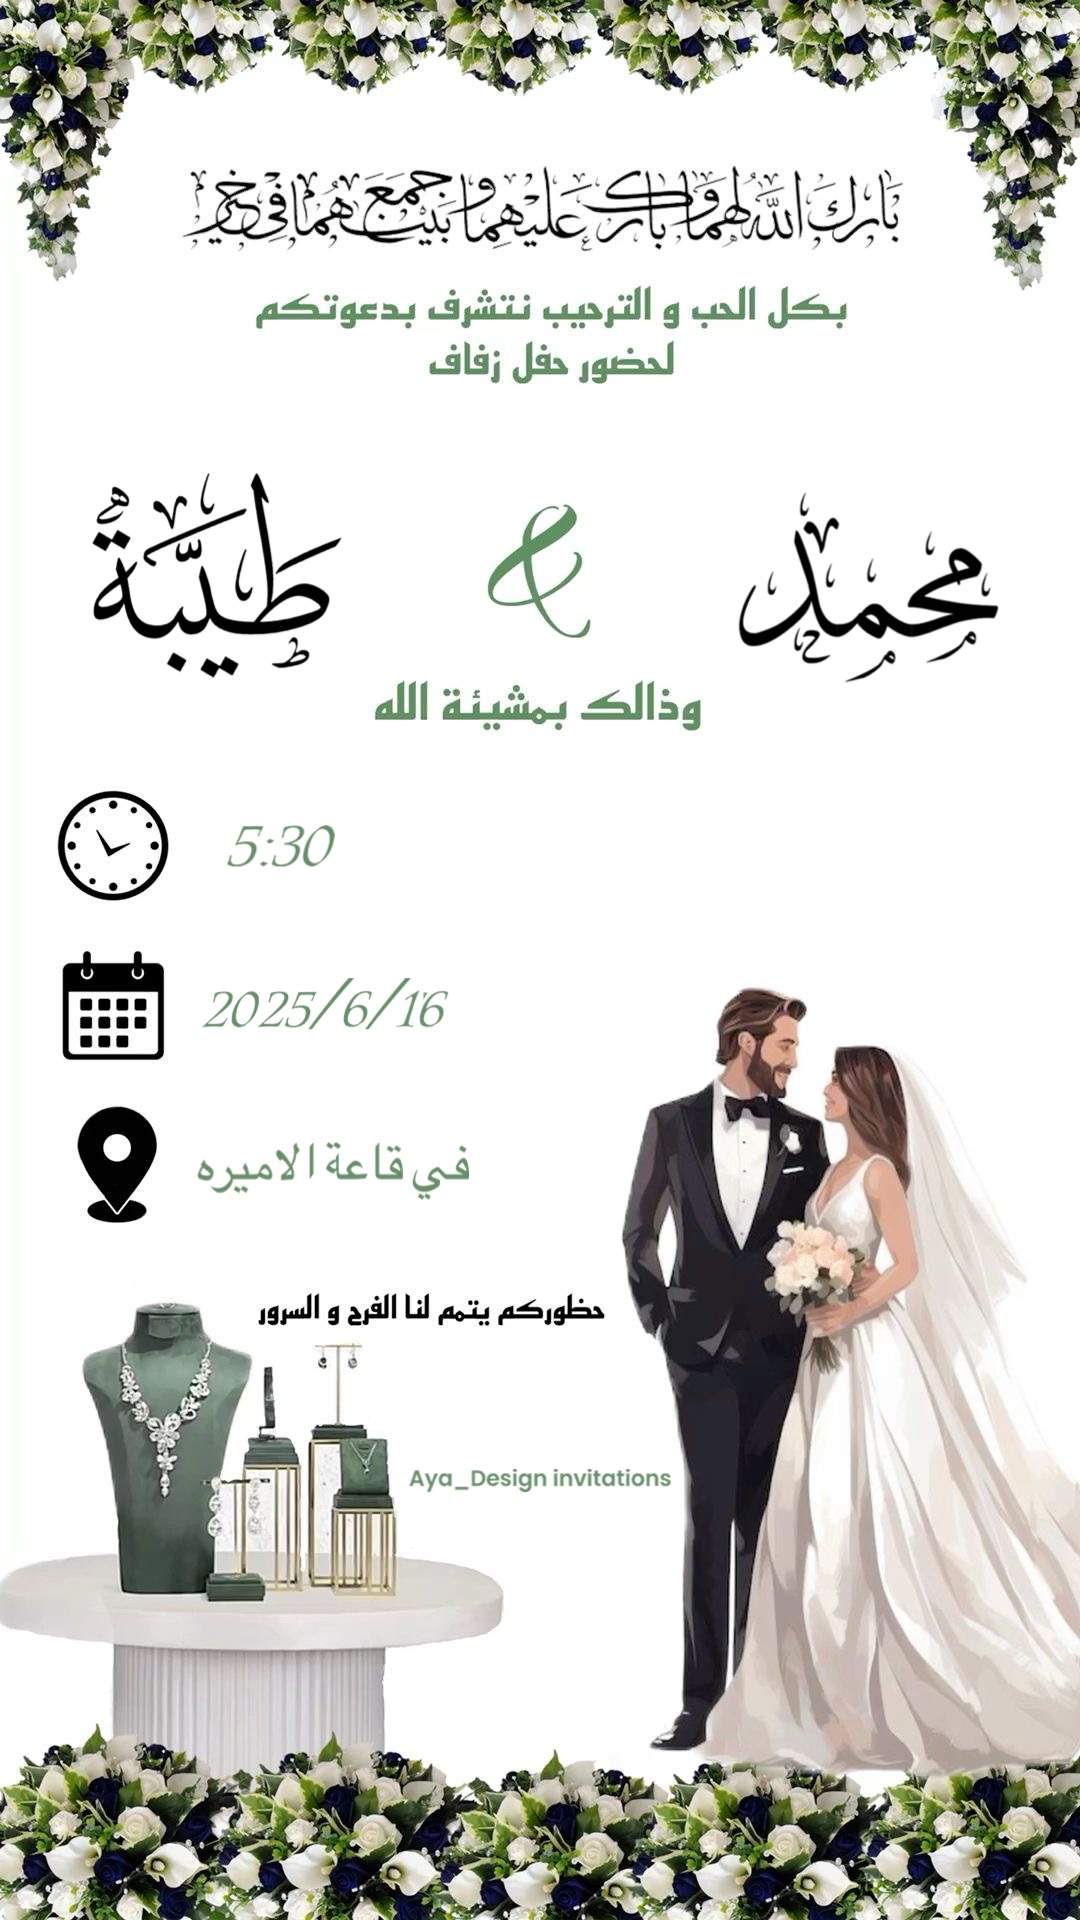 بارك الله لهما وبارك عليهما وجمع بينهما في خير
بكل الحب و الترحيب نتشرف بدعوتكم
لحضور حفل زفاف
محمد & طيبة
وذالك بمشيئة الله
5:30
2025/6/16
في قاعة الاميره
حظوركم يتمم لنا الفرح و السرور
Aya_Design invitations